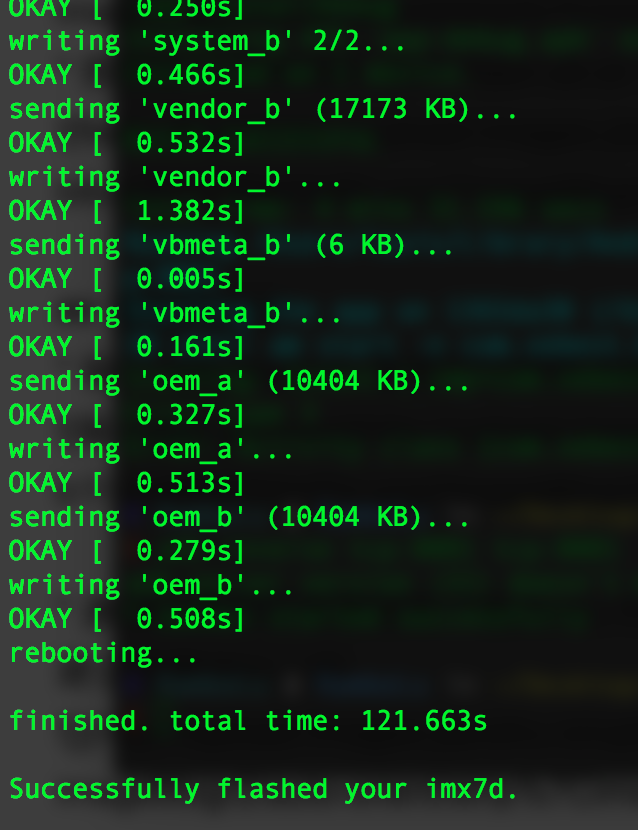 OKAY [  0.250s]
writing 'system_b' 2/2...
OKAY [  0.466s]
sending 'vendor_b' (17173 KB)...
OKAY [  0.532s]
writing 'vendor_b'...
OKAY [  1.382s]
sending 'vbmeta_b' (6 KB)...
OKAY [  0.005s]
writing 'vbmeta_b'...
OKAY [  0.161s]
sending 'oem_a' (10404 KB)...
OKAY [  0.327s]
writing 'oem_a'...
OKAY [  0.513s]
sending 'oem_b' (10404 KB)...
OKAY [  0.279s]
writing 'oem_b'...
OKAY [  0.508s]
rebooting...

finished. total time: 121.663s

Successfully flashed your imx7d.